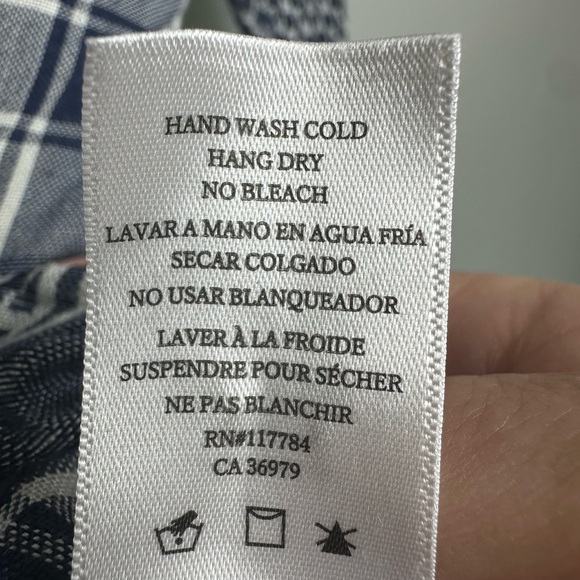 HAND WASH COLD
HANG DRY
NO BLEACH
LAVAR A MANO EN AGUA FRÍA
SECAR COLGADO
NO USAR BLANQUEADOR
LAVER À LA FROIDE
SUSPENDRE POUR SÉCHER
NE PAS BLANCHIR
RN#117784
CA 36979